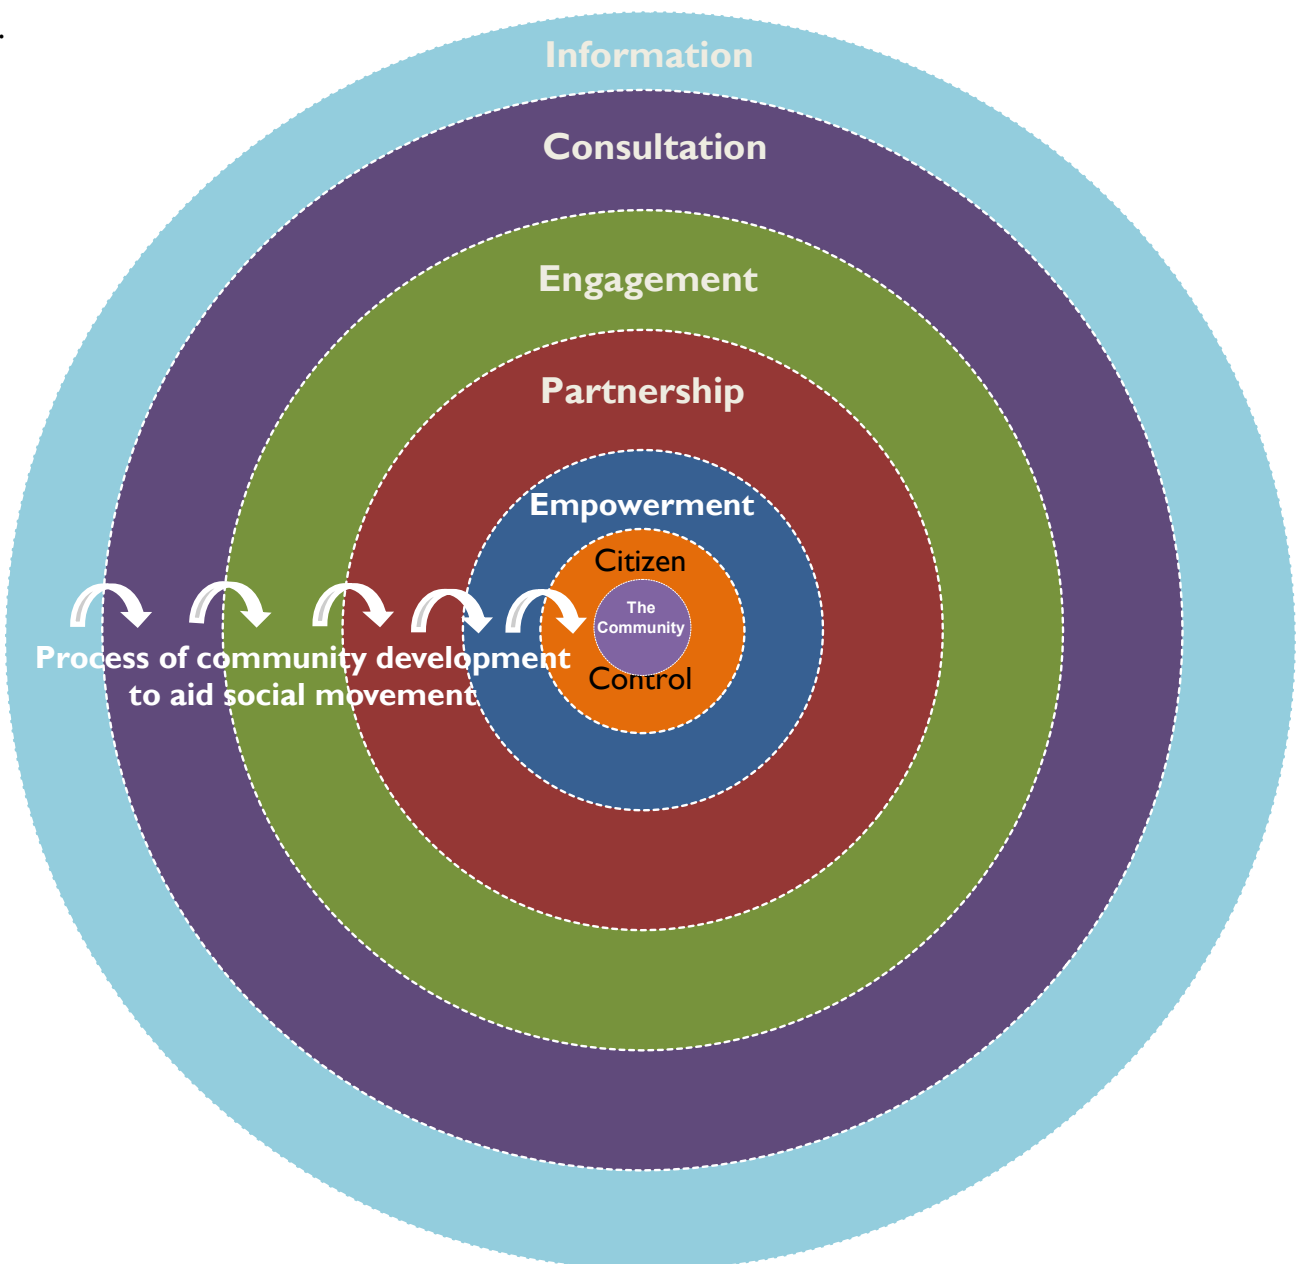 .
Information
Consultation
Engagement
Partnership
Empowerment
Citizen
The
Community
Control
Process of community development
to aid social movement